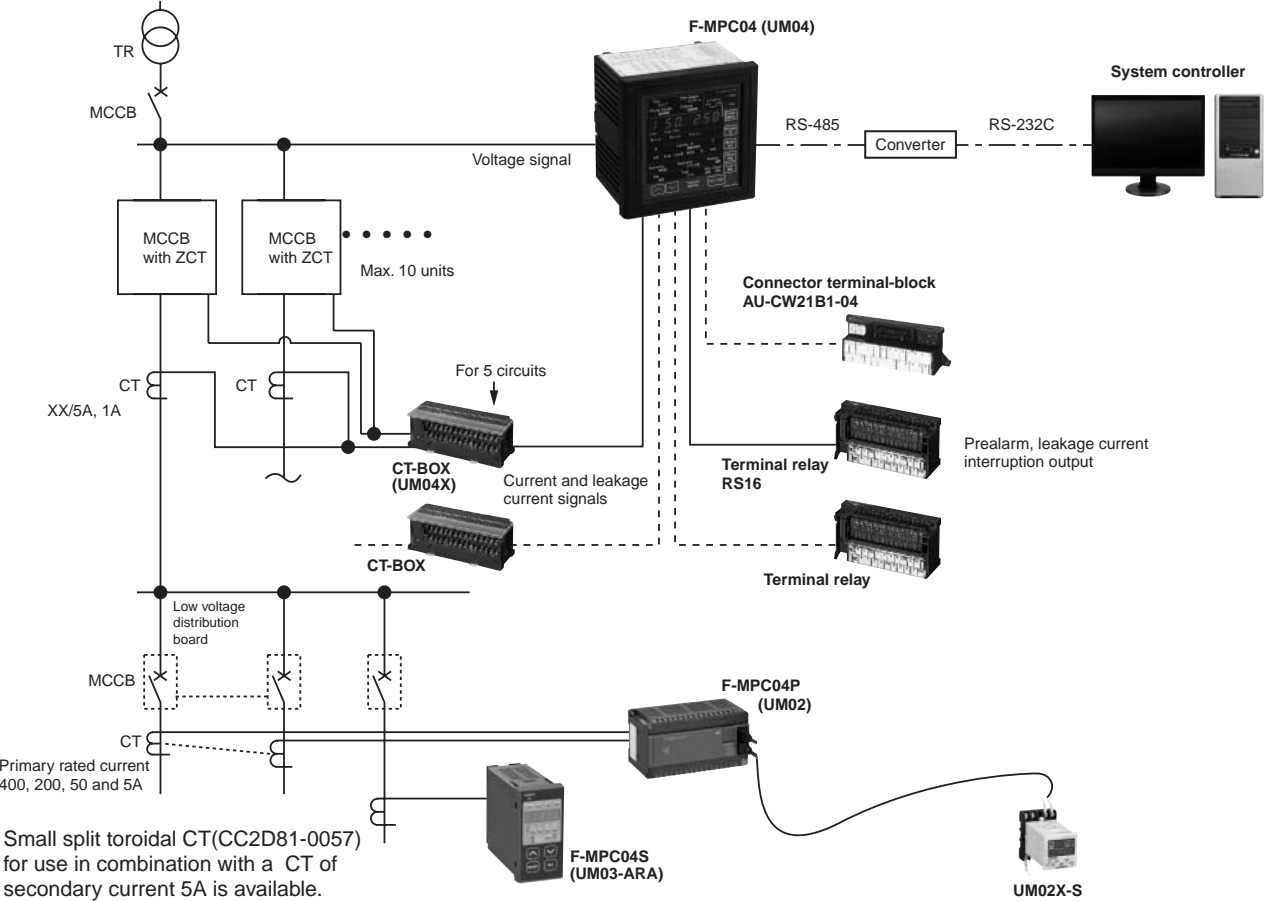 F-MPC04 (UM04)
TR
System controller
MCCB
RS-485
Converter
RS-232C
Voltage signal
MCCB
with ZCT
MCCB
with ZCT
Max. 10 units
Connector terminal-block
AU-CW21B1-04
For 5 circuits
CT
CT
XX/5A, 1A
CT-BOX
(UM04X)
Current and leakage
current signals
Terminal relay
RS16
Prealarm, leakage current
interruption output
CT-BOX
Terminal relay
Low voltage
distribution
board
MCCB
F-MPC04P
(UM02)
CT
Primary rated current
400, 200, 50 and 5A
Small split toroidal CT(CC2D81-0057)
for use in combination with a CT of
secondary current 5A is available.
F-MPC04S
(UM03-ARA)
UM02X-S